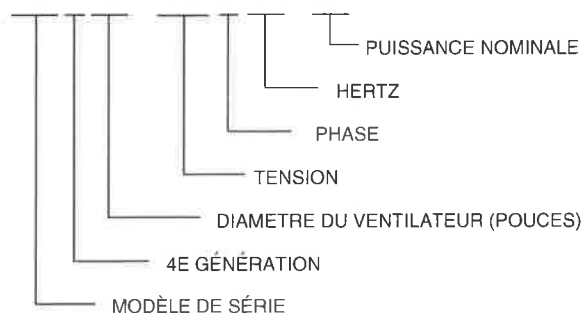 PUISSANCE NOMINALE
HERTZ
PHASE
TENSION
DIAMETRE DU VENTILATEUR (POUCES)
4E GÉNÉRATION
MODÈLE DE SÉRIE